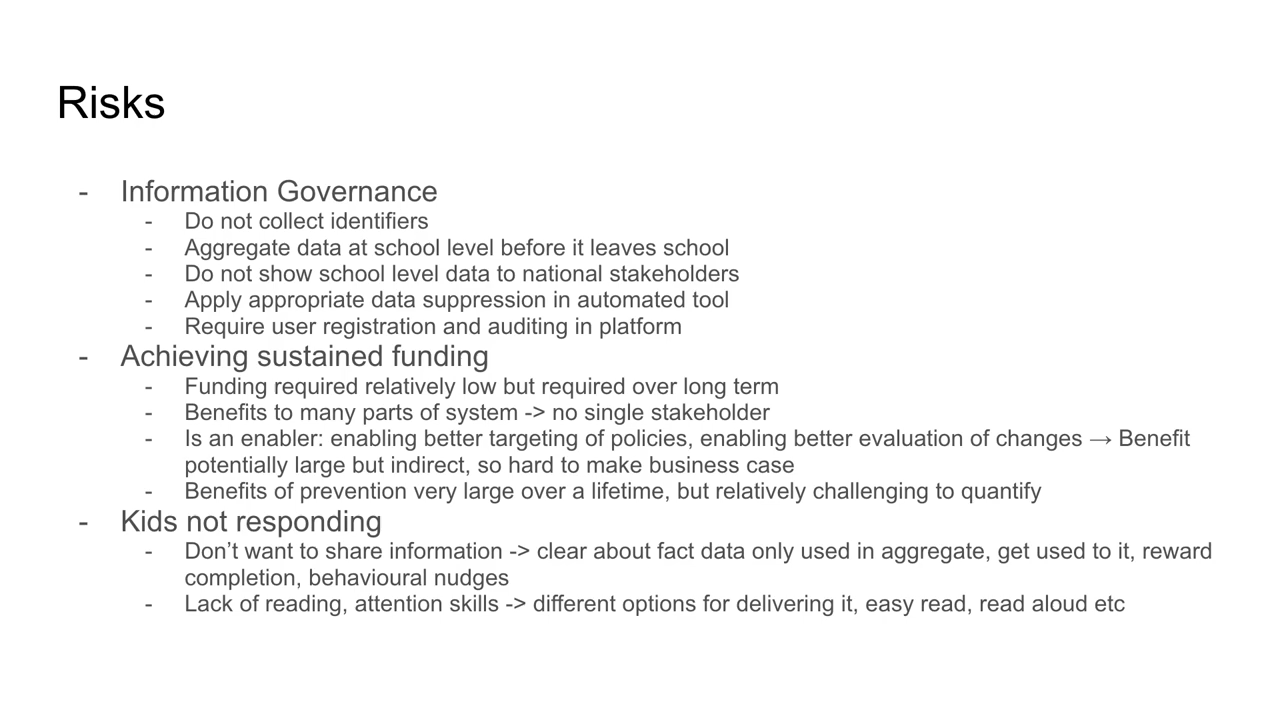 Risks
- Information Governance
- Do not collect identifiers
- Aggregate data at school level before it leaves school
- Do not show school level data to national stakeholders
- Apply appropriate data suppression in automated tool
- Require user registration and auditing in platform
- Achieving sustained funding
- Funding required relatively low but required over long term
- Benefits to many parts of system -> no single stakeholder
- Is an enabler: enabling better targeting of policies, enabling better evaluation of changes → Benefit
potentially large but indirect, so hard to make business case
- Benefits of prevention very large over a lifetime, but relatively challenging to quantify
- Kids not responding
- Don’t want to share information -> clear about fact data only used in aggregate, get used to it, reward
completion, behavioural nudges
- Lack of reading, attention skills -> different options for delivering it, easy read, read aloud etc